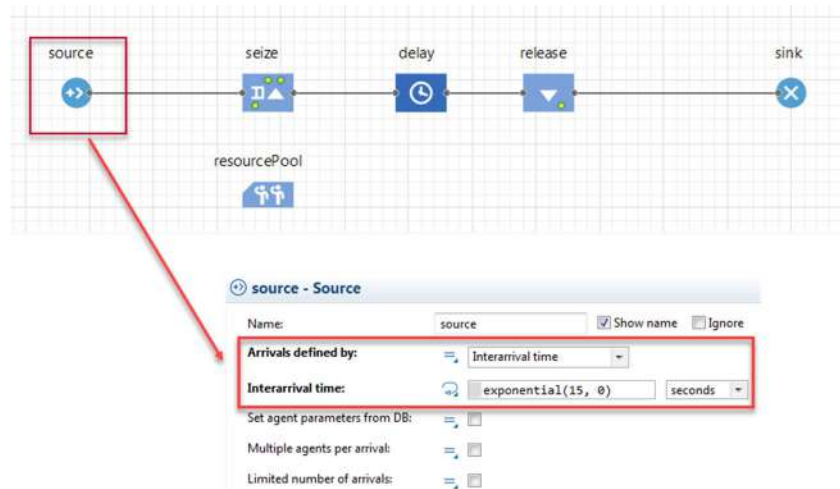 source seize delay release sink
resourcePool
source - Source
Name: source Show name Ignore
Arrivals defined by: Interarrival time
Interarrival time: exponential(15, 0) seconds
Set agent parameters from DB:
Multiple agents per arrival:
Limited number of arrivals: